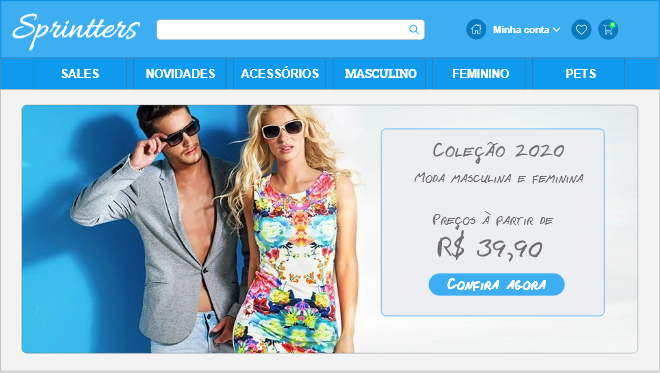 Sprintters
Minha conta
SALES NOVIDADES ACESSÓRIOS MASCULINO FEMININO PETS
Coleção 2020
Moda masculina e feminina
Preços à partir de
R$ 39,90
Confira agora